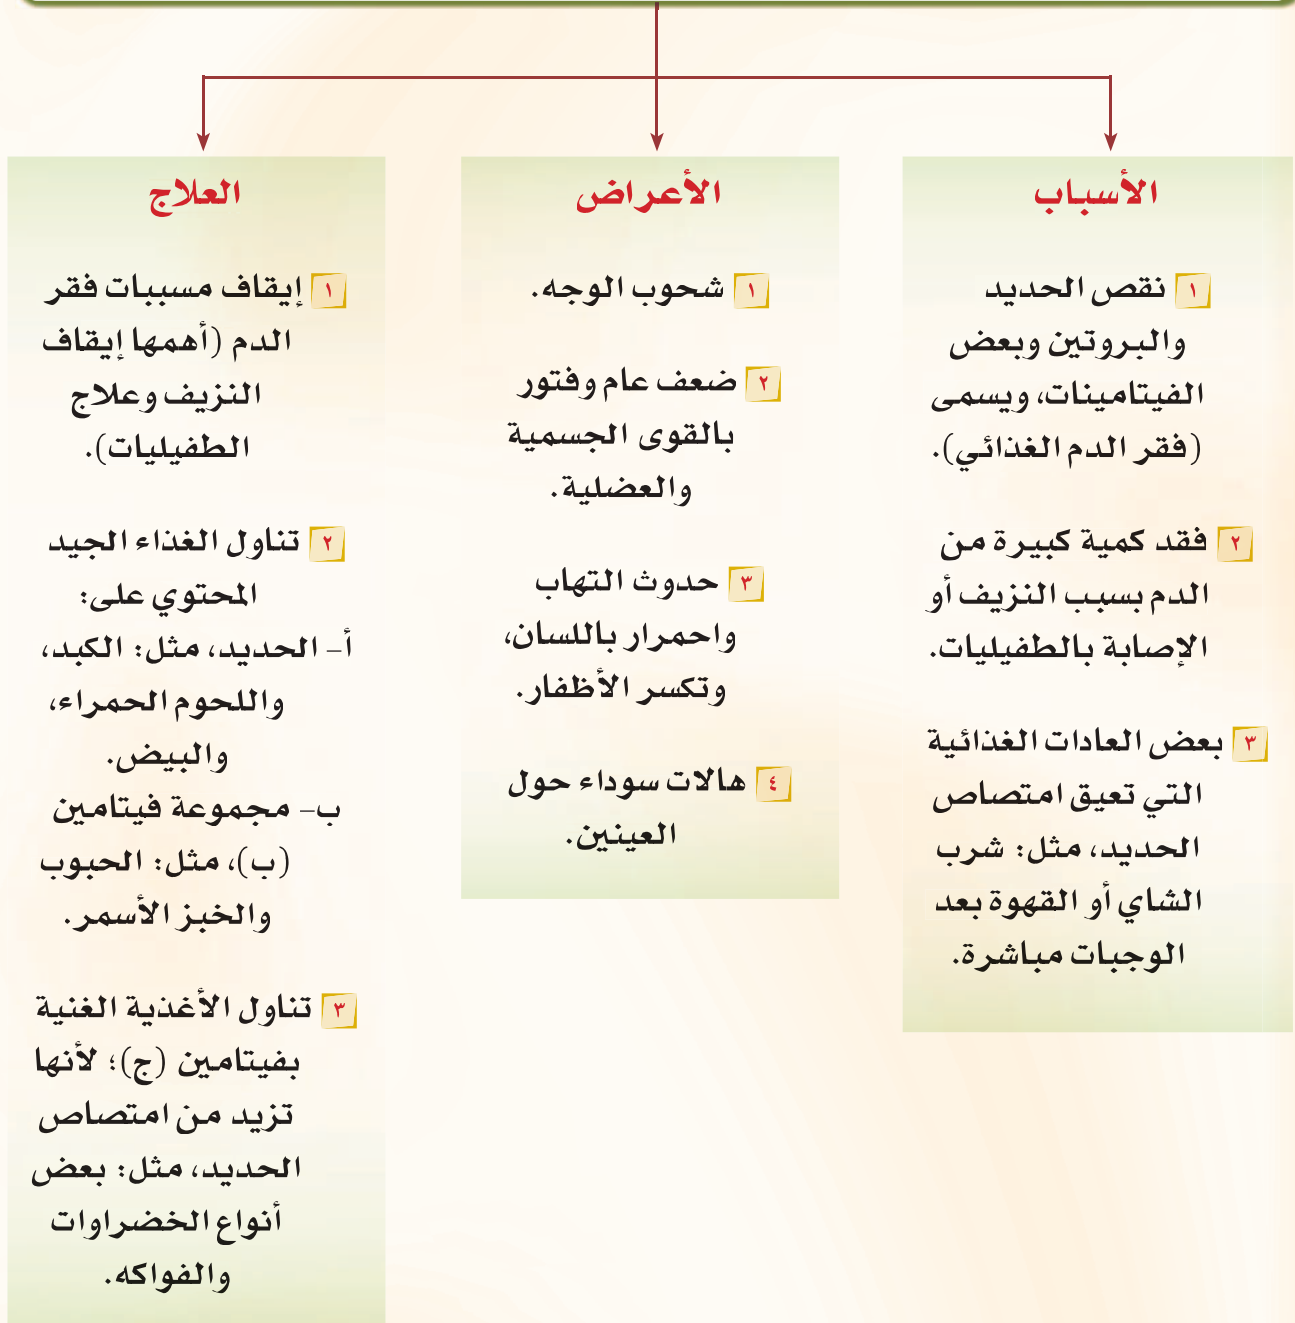 الأسباب
١ نقص الحديد
والبروتين وبعض
الفيتامينات، ويسمى
(فقر الدم الغذائي).
٢ فقد كمية كبيرة من
الدم بسبب النزيف أو
الإصابة بالطفيليات.
٣ بعض العادات الغذائية
التي تعيق امتصاص
الحديد، مثل: شرب
الشاي أو القهوة بعد
الوجبات مباشرة.
الأعراض
١ شحوب الوجه.
٢ ضعف عام وفتور
بالقوى الجسمية
والعضلية.
٣ حدوث التهاب
واحمرار باللسان،
وتكسر الأظفار.
٤ هالات سوداء حول
العينين.
العلاج
١ إيقاف مسببات فقر
الدم (أهمها إيقاف
النزيف وعلاج
الطفيليات).
٢ تناول الغذاء الجيد
المحتوي على:
أ– الحديد، مثل: الكبد،
واللحوم الحمراء،
والبيض.
ب– مجموعة فيتامين
(ب)، مثل: الحبوب
والخبز الأسمر.
٣ تناول الأغذية الغنية
بفيتامين (ج)؛ لأنها
تزيد من امتصاص
الحديد، مثل: بعض
أنواع الخضراوات
والفواكه.